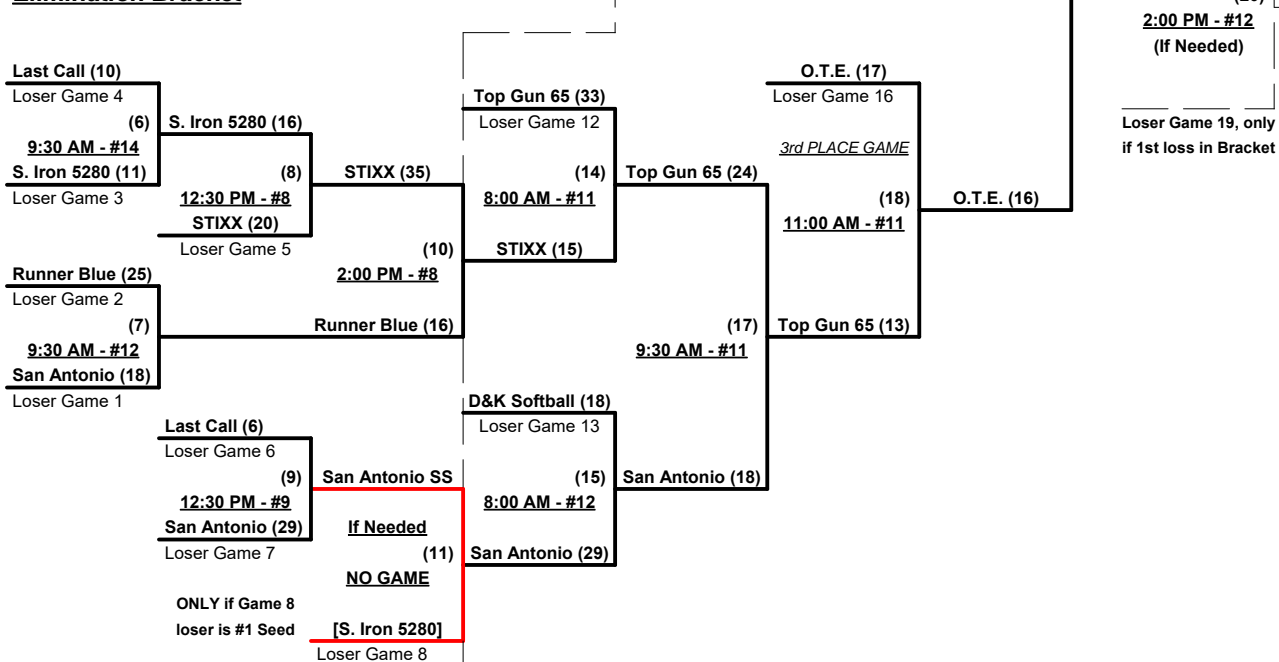 2:00 PM - #12
(If Needed)
Loser Game 19, only
if 1st loss in Bracket
Last Call (10)
Loser Game 4
(6)
9:30 AM - #14
S. Iron 5280 (11)
Loser Game 3
S. Iron 5280 (16)
(8)
12:30 PM - #8
STIXX (20)
Loser Game 5
STIXX (35)
(10)
2:00 PM - #8
Runner Blue (25)
Loser Game 2
(7)
9:30 AM - #12
San Antonio (18)
Loser Game 1
Runner Blue (16)
Top Gun 65 (33)
Loser Game 12
(14)
8:00 AM - #11
STIXX (15)
Top Gun 65 (24)
O.T.E. (17)
Loser Game 16
3rd PLACE GAME
(18)
11:00 AM - #11
O.T.E. (16)
(17)
9:30 AM - #11
Top Gun 65 (13)
Last Call (6)
Loser Game 6
(9)
12:30 PM - #9
San Antonio (29)
Loser Game 7
San Antonio SS
If Needed
(11)
NO GAME
ONLY if Game 8
loser is #1 Seed
[S. Iron 5280]
Loser Game 8
D&K Softball (18)
Loser Game 13
(15)
8:00 AM - #12
San Antonio (29)
San Antonio (18)